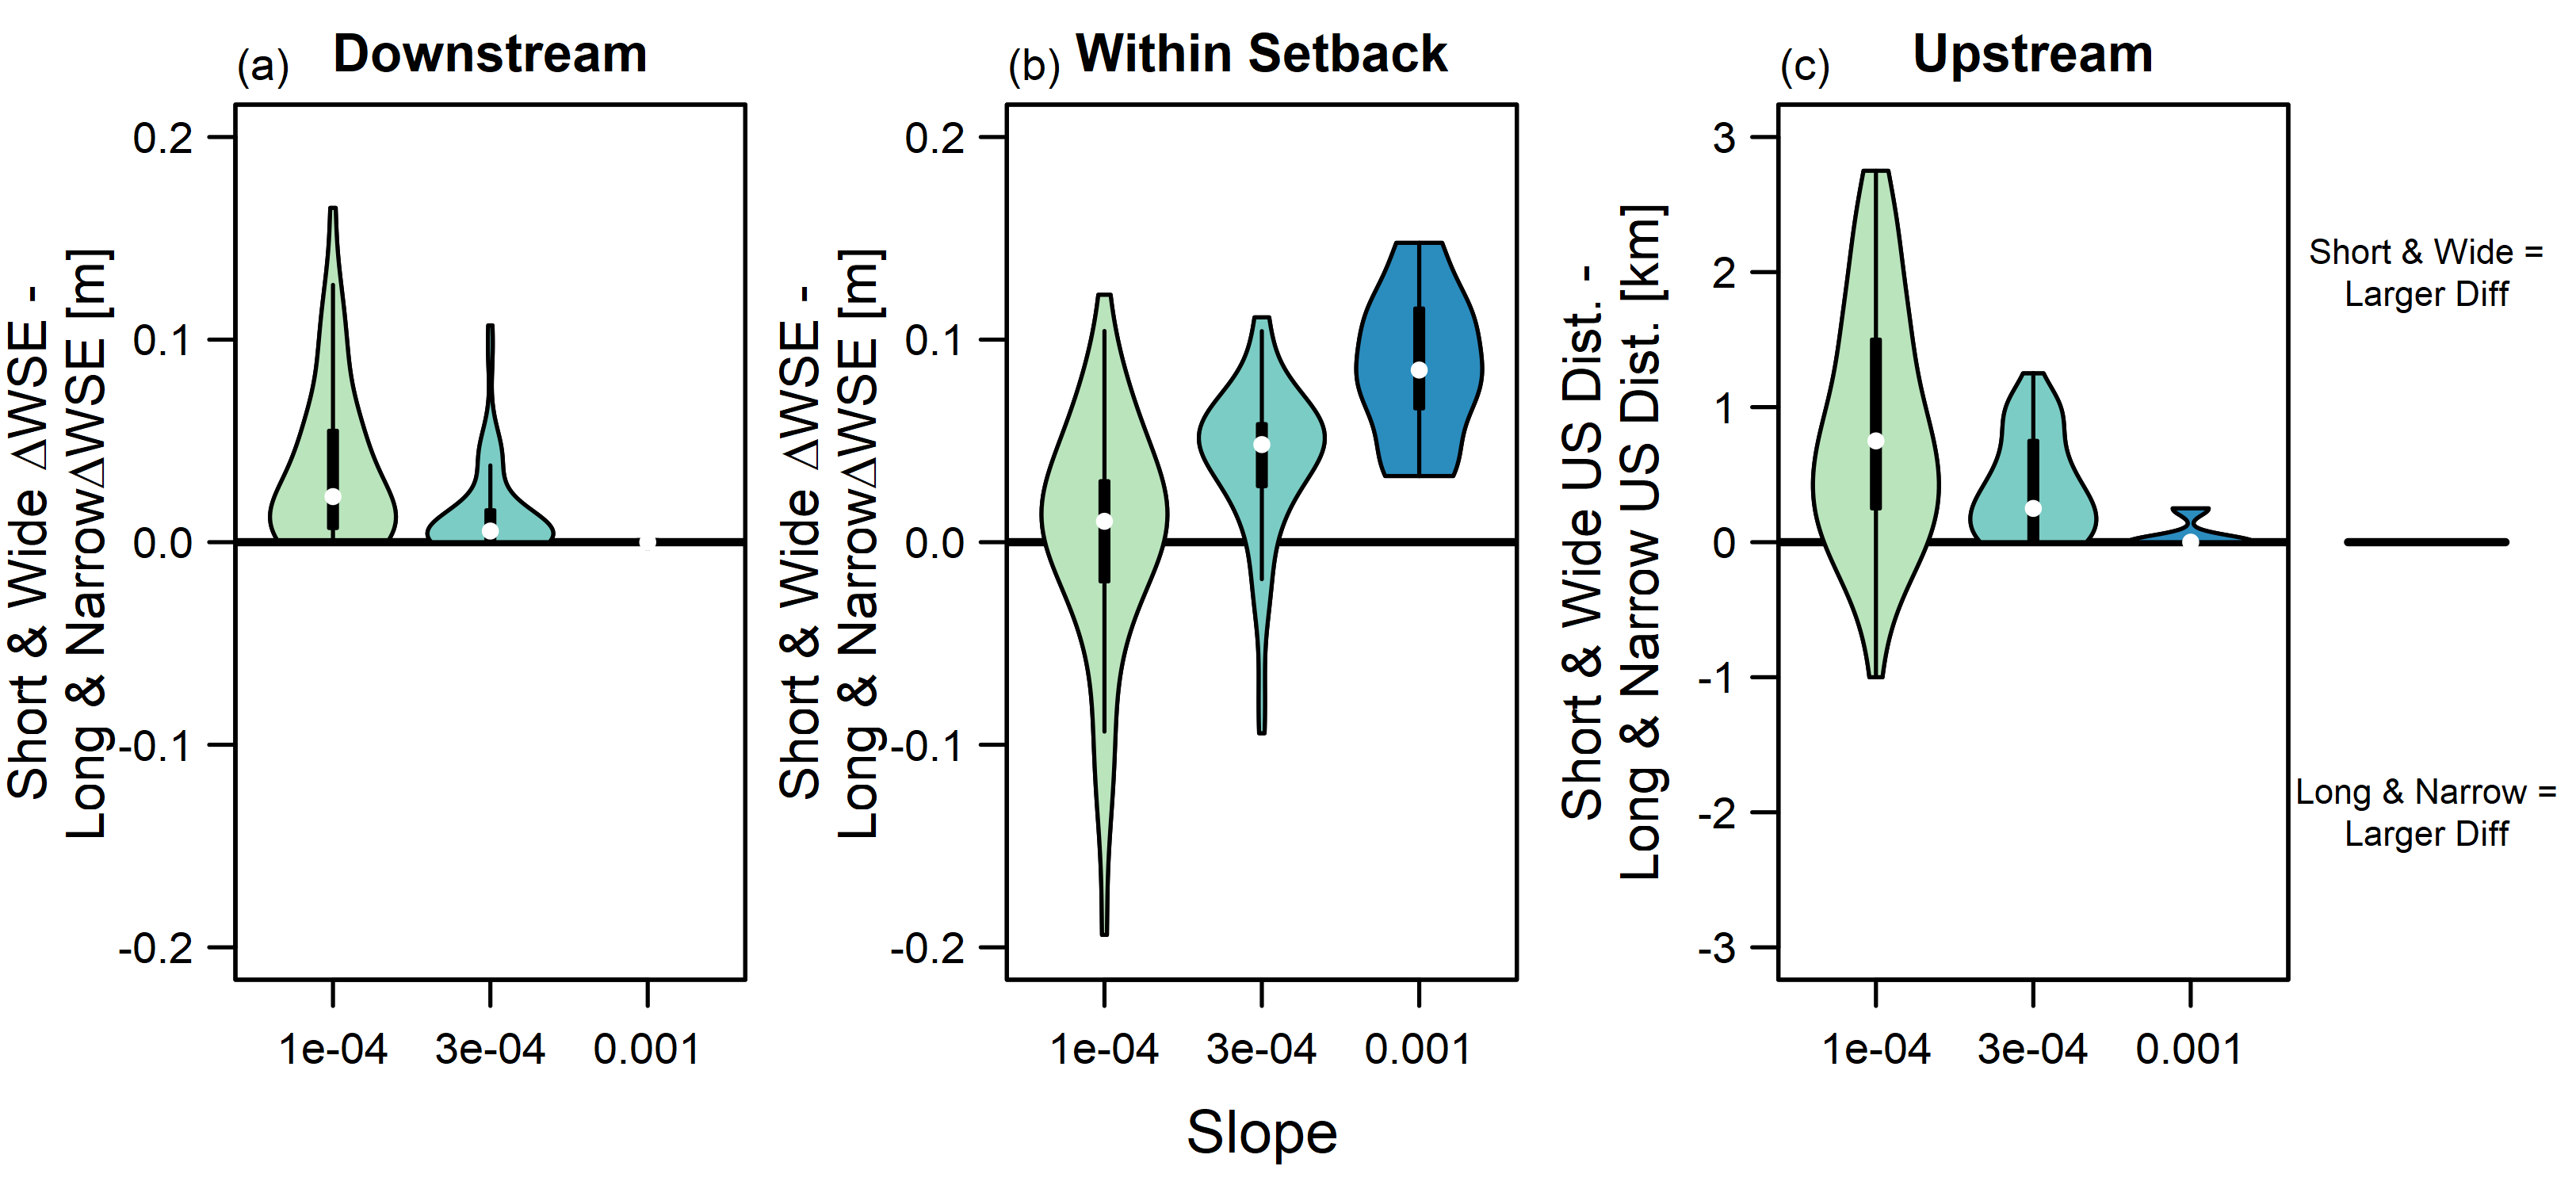 (a) Downstream
Short & Wide ΔWSE -
Long & NarrowΔWSE [m]
0.2
0.1
0.0
-0.1
-0.2
1e-04 3e-04 0.001
(b) Within Setback
Short & Wide ΔWSE -
Long & NarrowΔWSE [m]
0.2
0.1
0.0
-0.1
-0.2
1e-04 3e-04 0.001
(c) Upstream
Short & Wide US Dist. -
Long & Narrow US Dist. [km]
3
2
1
0
-1
-2
-3
1e-04 3e-04 0.001
Short & Wide =
Larger Diff
Long & Narrow =
Larger Diff
Slope